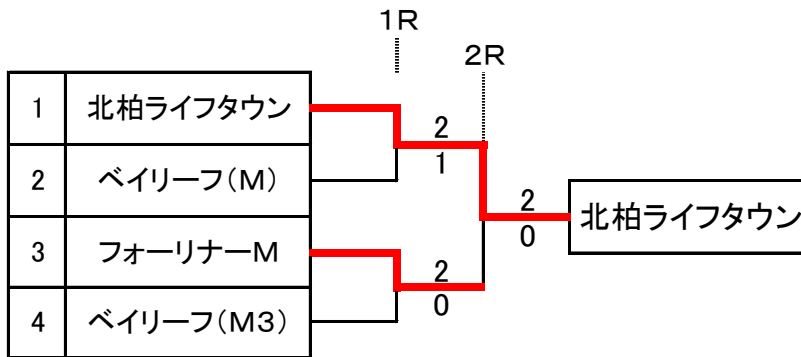 1R
2R
1 北柏ライフタウン
2
1
2 ベイリーフ(M)
2
0
北柏ライフタウン
3 フォーリナーM
2
0
4 ベイリーフ(M3)